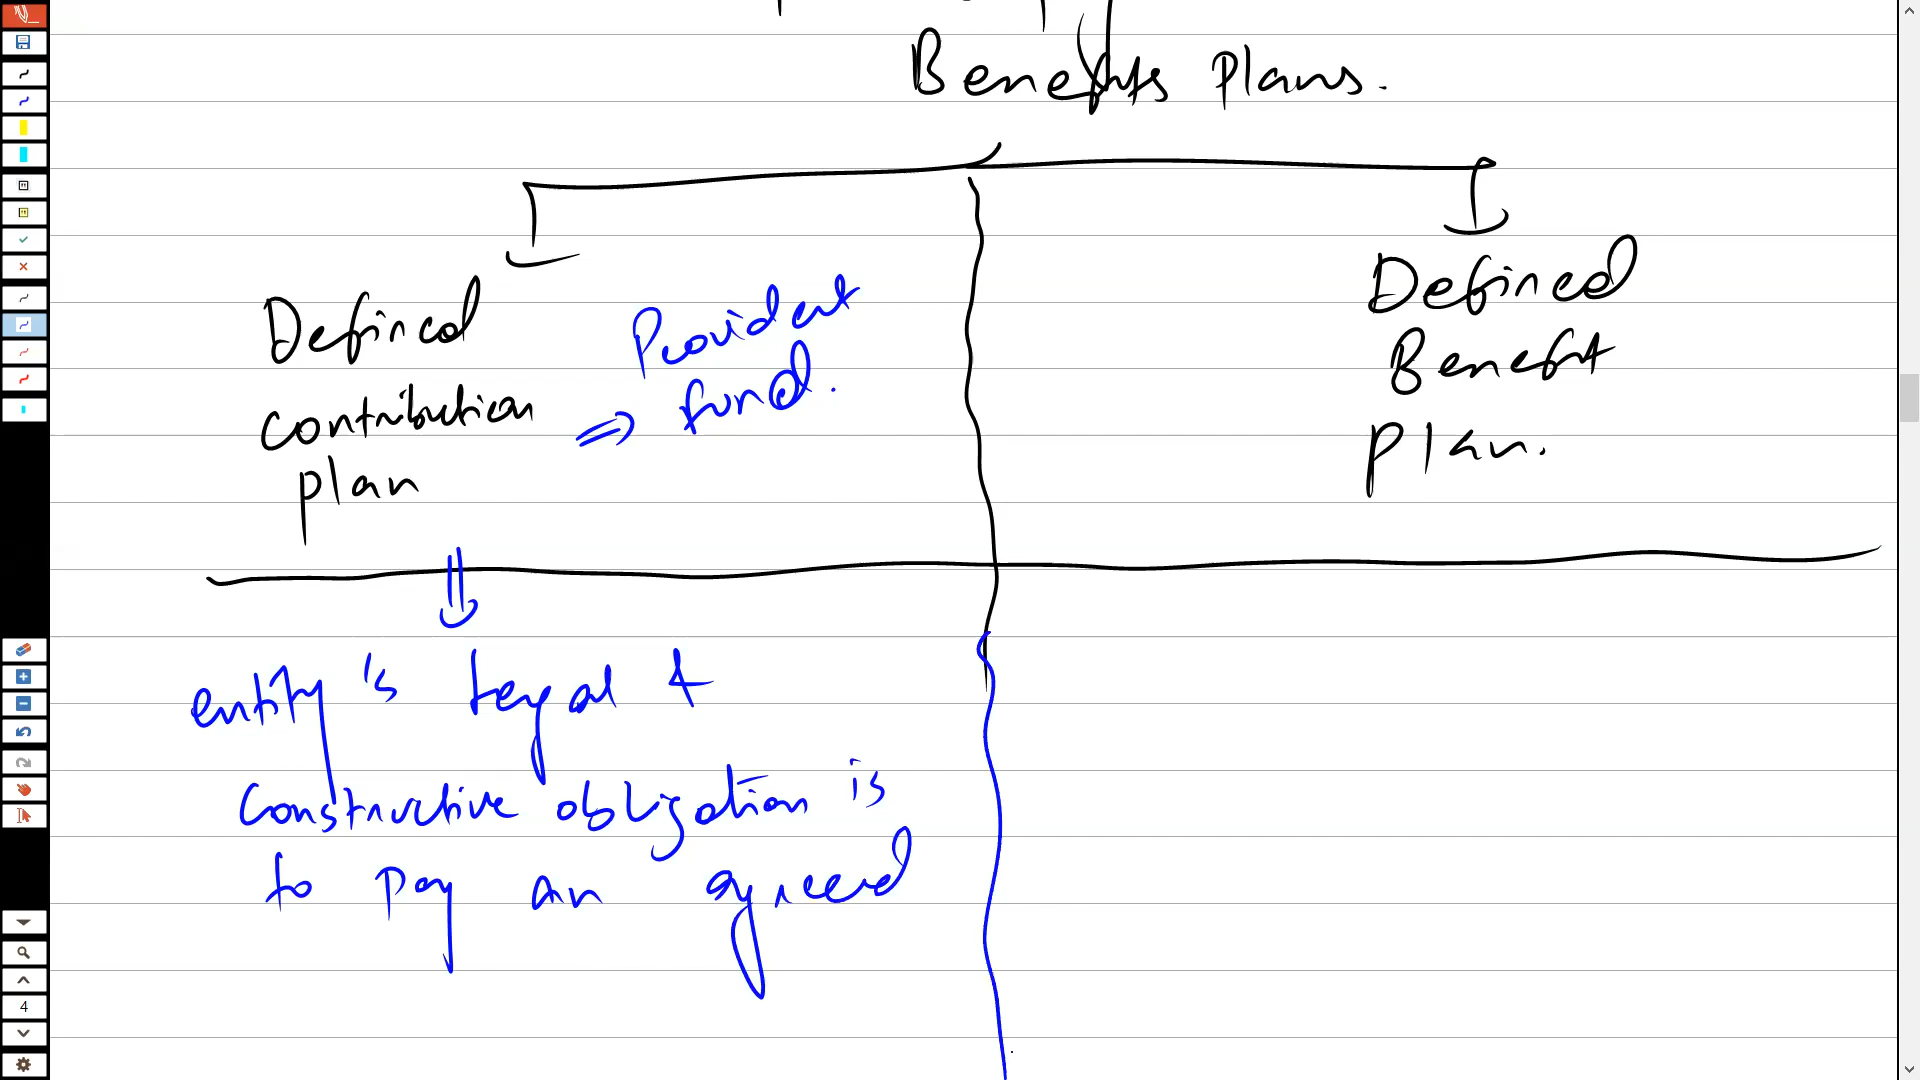 Benefits Plans.
Defined
contribution
plan
⇒ Provident
fund.
Defined
Benefit
Plan.
entity's legal &
Constructive obligation is
to pay an agreed
4